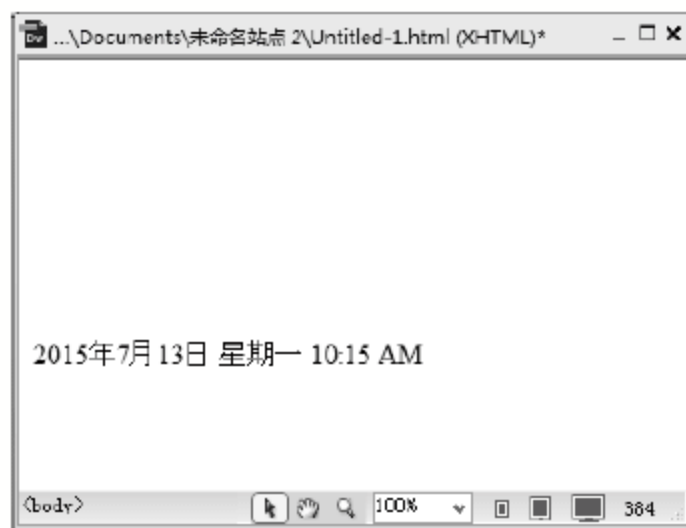 Dw ...\Documents\未命名站点 2\Untitled-1.html (XHTML)*
2015年7月13日 星期一 10:15 AM
<body> 100% 384